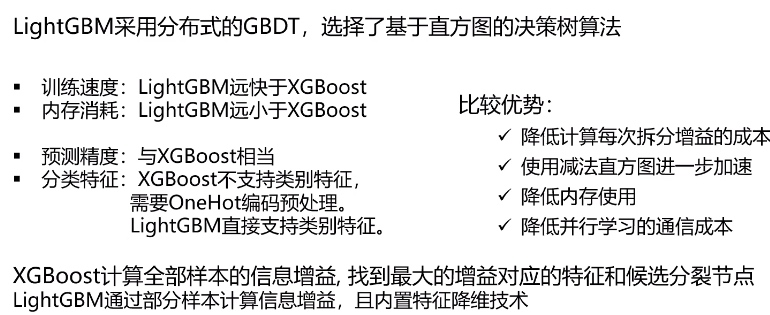 LightGBM采用分布式的GBDT，选择了基于直方图的决策树算法
▪ 训练速度：LightGBM远快于XGBoost
▪ 内存消耗：LightGBM远小于XGBoost
▪ 预测精度：与XGBoost相当
▪ 分类特征：XGBoost不支持类别特征，
需要OneHot编码预处理。
LightGBM直接支持类别特征。
比较优势：
✓ 降低计算每次拆分增益的成本
✓ 使用减法直方图进一步加速
✓ 降低内存使用
✓ 降低并行学习的通信成本
XGBoost计算全部样本的信息增益, 找到最大的增益对应的特征和候选分裂节点
LightGBM通过部分样本计算信息增益，且内置特征降维技术